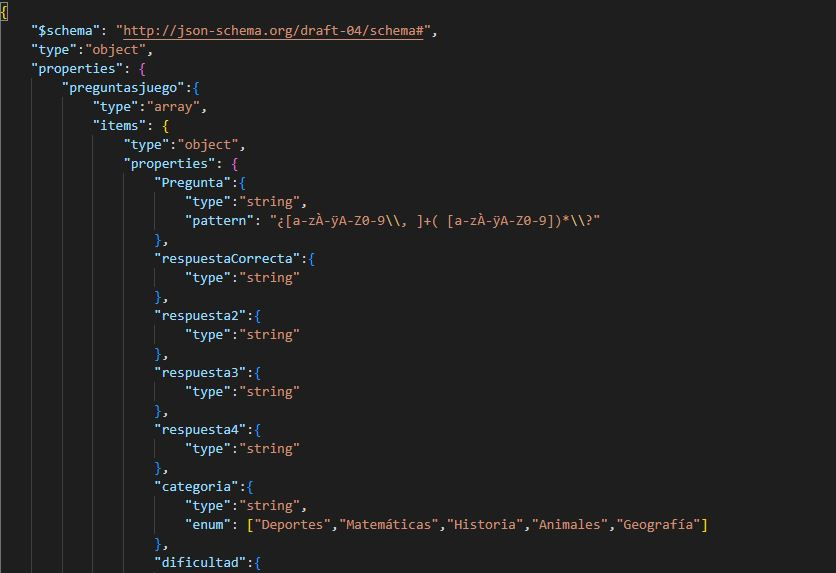 {
"$schema": "http://json-schema.org/draft-04/schema#",
"type":"object",
"properties": {
"preguntasjuego":{
"type":"array",
"items": {
"type":"object",
"properties": {
"Pregunta":{
"type":"string",
"pattern": "¿[a-zÀ-ÿA-Z0-9\\, ]+( [a-zÀ-ÿA-Z0-9])*\\?"
},
"respuestaCorrecta":{
"type":"string"
},
"respuesta2":{
"type":"string"
},
"respuesta3":{
"type":"string"
},
"respuesta4":{
"type":"string"
},
"categoria":{
"type":"string",
"enum": ["Deportes","Matemáticas","Historia","Animales","Geografía"]
},
"dificultad":{